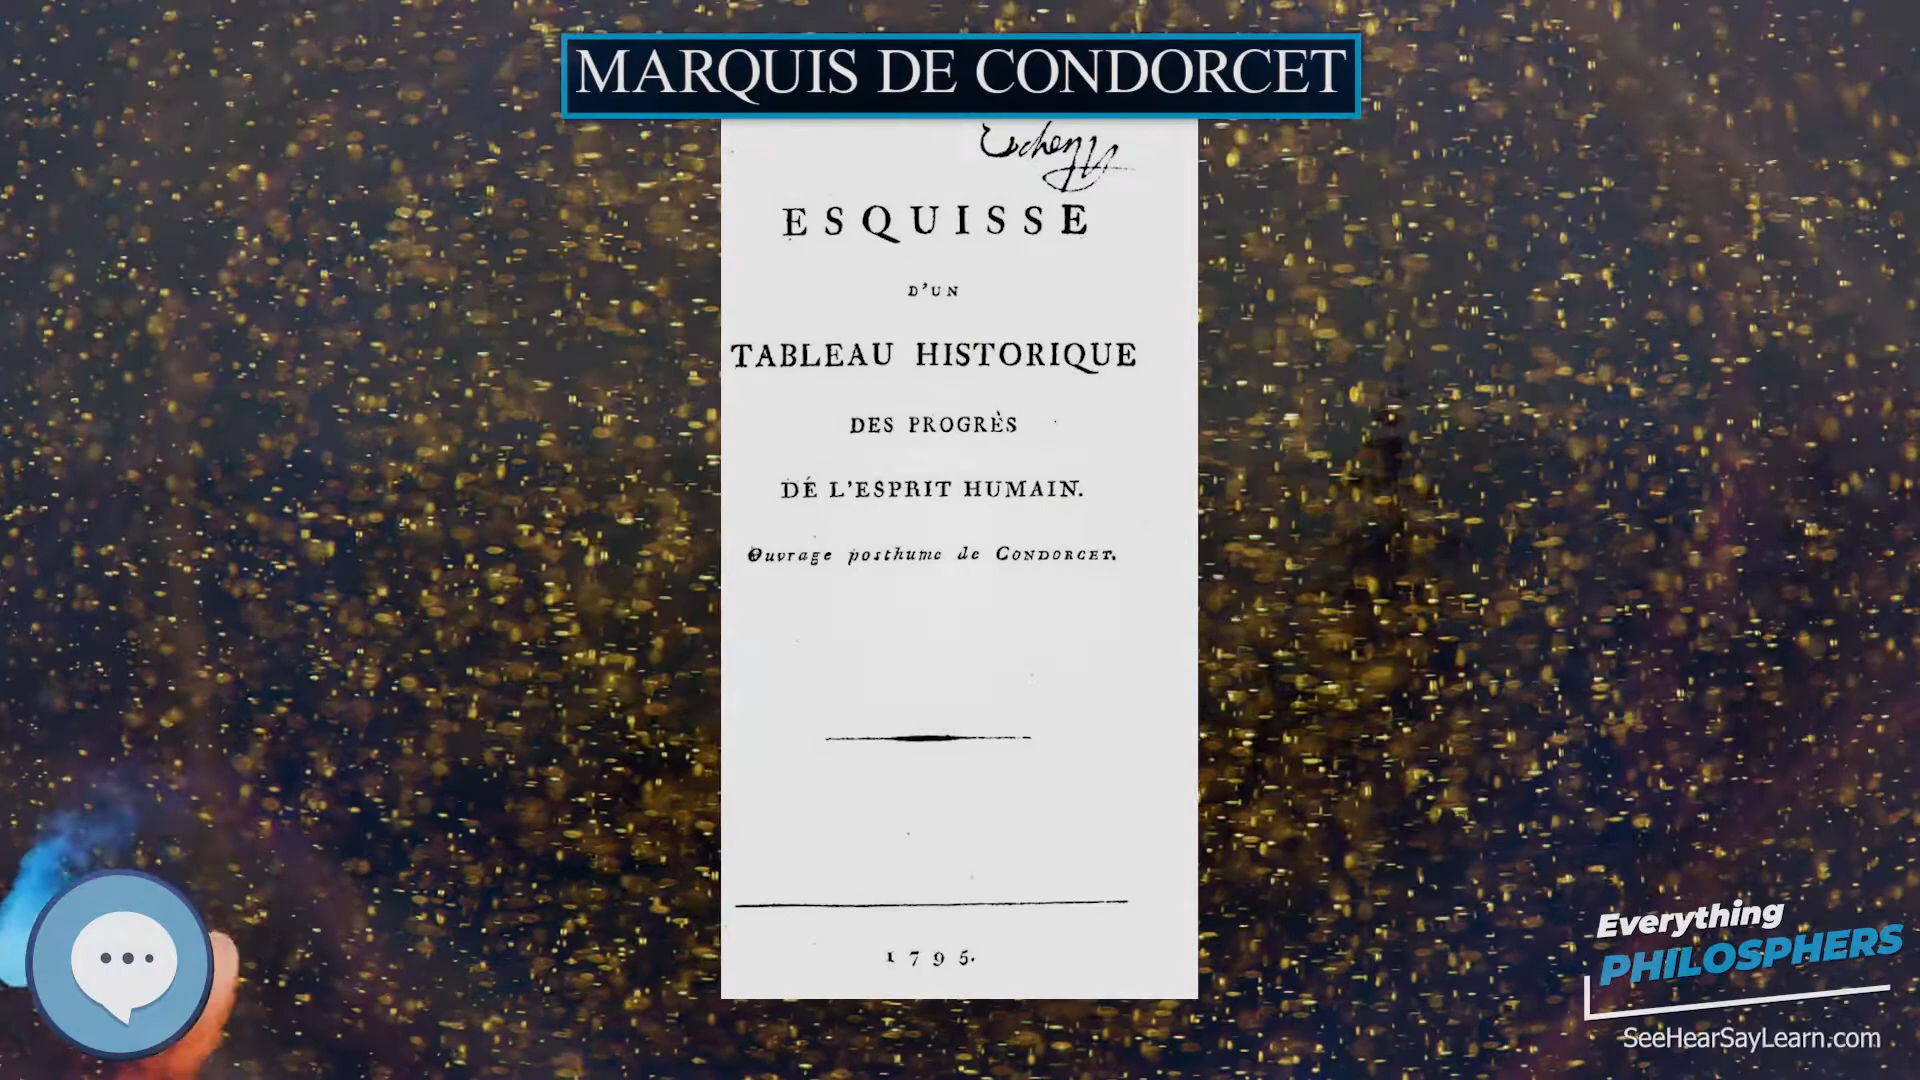 MARQUIS DE CONDORCET
ESQUISSE
D'UN
TABLEAU HISTORIQUE
DES PROGRÈS
DÉ L'ESPRIT HUMAIN.
Ouvrage posthume de CONDORCET.
1795.
Everything
PHILOSPHERS
SeeHearSayLearn.com